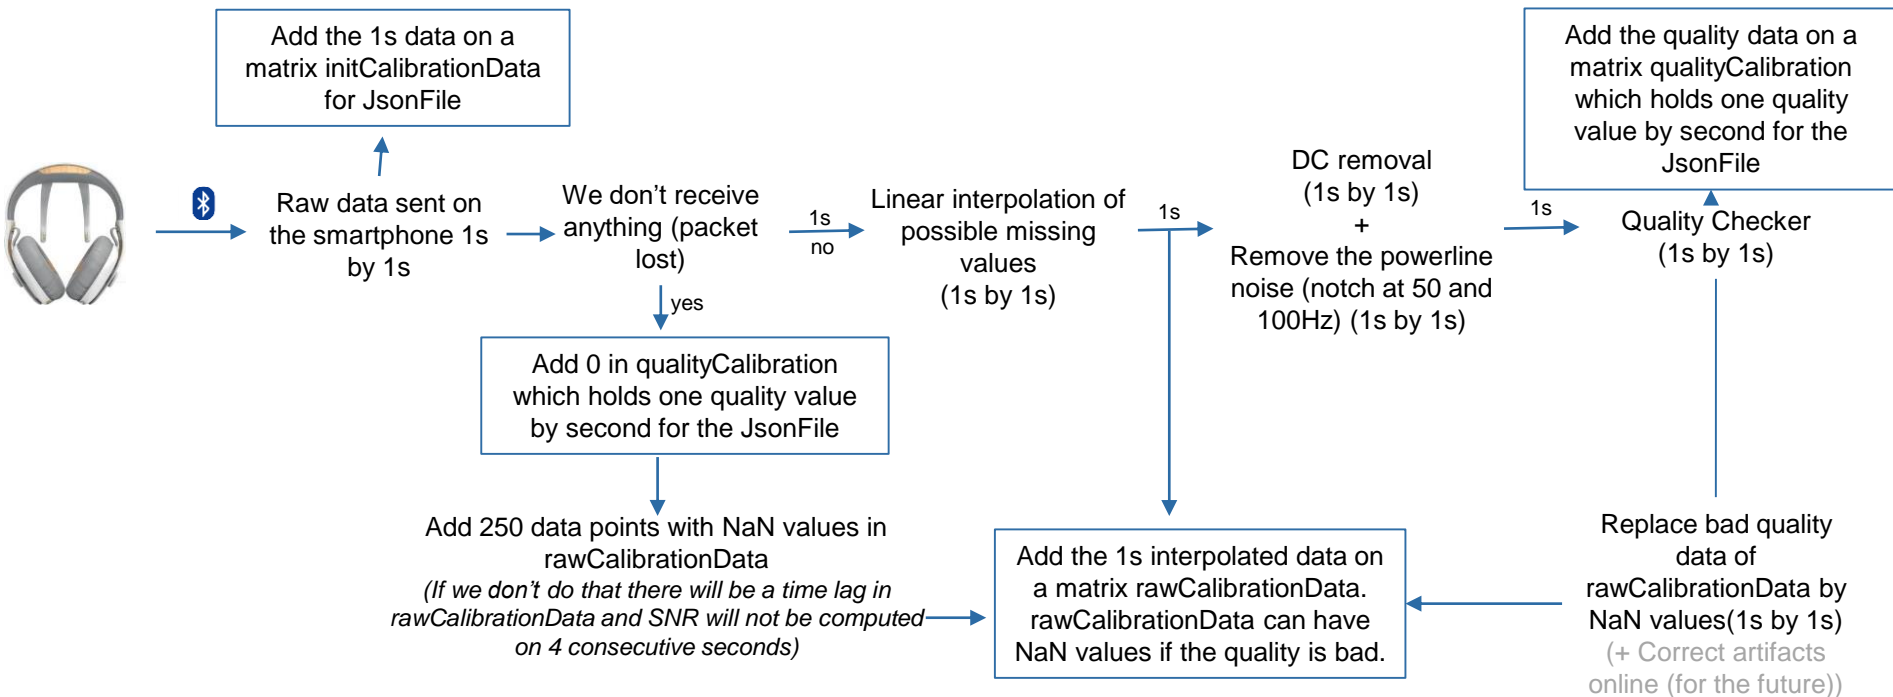 Add the 1s data on a
matrix initCalibrationData
for JsonFile
Raw data sent on
the smartphone 1s
by 1s
We don't receive
anything (packet
lost)
1s
no
yes
Linear interpolation of
possible missing
values
(1s by 1s)
1s
DC removal
(1s by 1s)
+
Remove the powerline
noise (notch at 50 and
100Hz) (1s by 1s)
1s
Quality Checker
(1s by 1s)
Add the quality data on a
matrix qualityCalibration
which holds one quality
value by second for the
JsonFile
Add 0 in qualityCalibration
which holds one quality value
by second for the JsonFile
Add 250 data points with NaN values in
rawCalibrationData
(If we don't do that there will be a time lag in
rawCalibrationData and SNR will not be computed
on 4 consecutive seconds)
Add the 1s interpolated data on
a matrix rawCalibrationData.
rawCalibrationData can have
NaN values if the quality is bad.
Replace bad quality
data of
rawCalibrationData by
NaN values(1s by 1s)
(+ Correct artifacts
online (for the future))